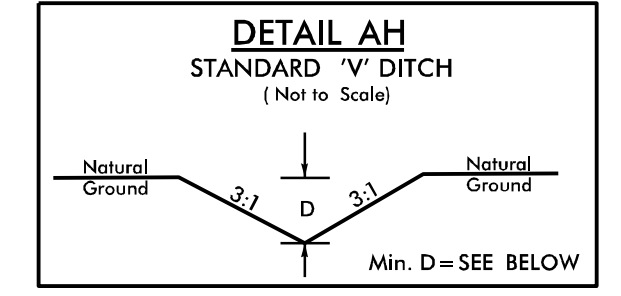 DETAIL AH
STANDARD 'V' DITCH
( Not to Scale)
Natural
Ground
3:1
D
3:1
Natural
Ground
Min. D = SEE BELOW